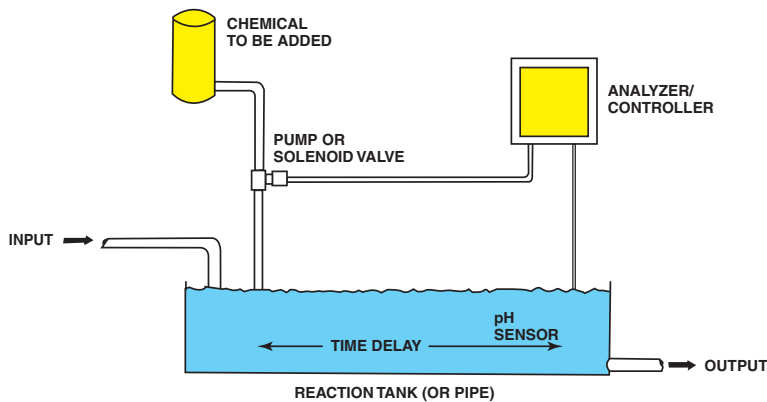 CHEMICAL
TO BE ADDED
ANALYZER/
CONTROLLER
PUMP OR
SOLENOID VALVE
INPUT
pH
SENSOR
TIME DELAY
OUTPUT
REACTION TANK (OR PIPE)